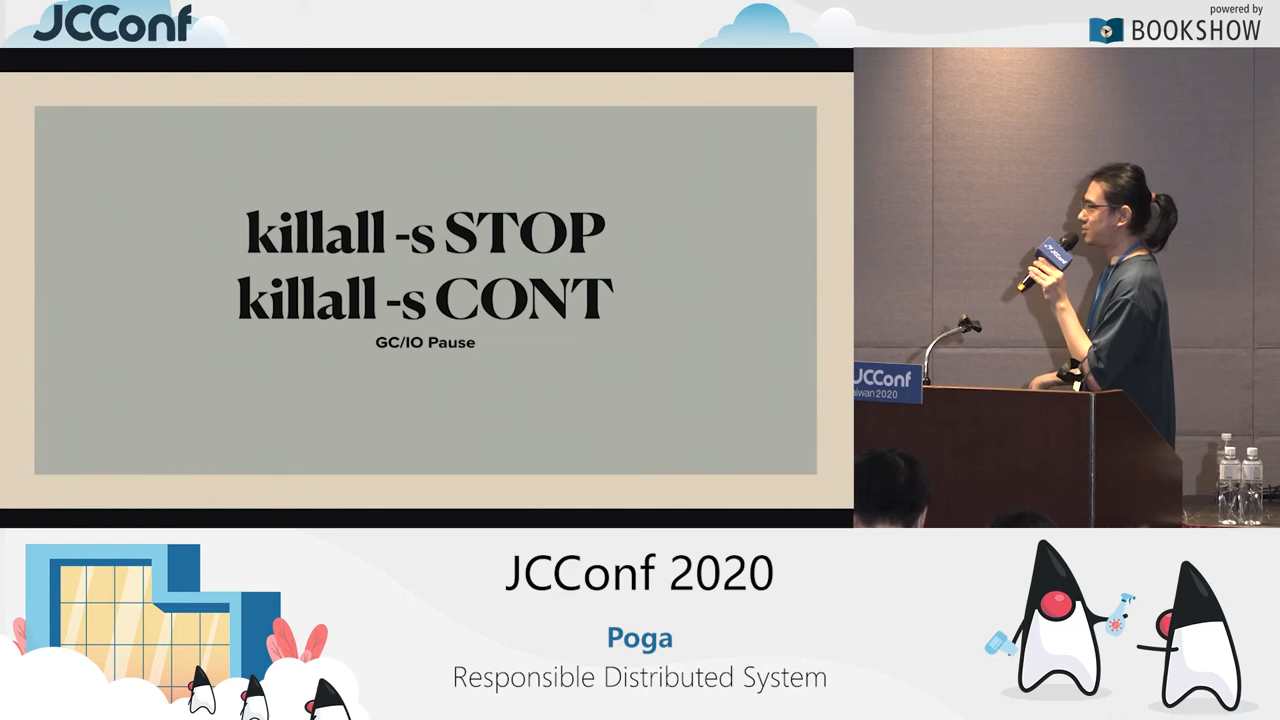 JCConf
powered by
BOOKSHOW
killall -s STOP
killall -s CONT
GC/IO Pause
JCConf
JCConf
aiwan 2020
JCConf 2020
Poga
Responsible Distributed System